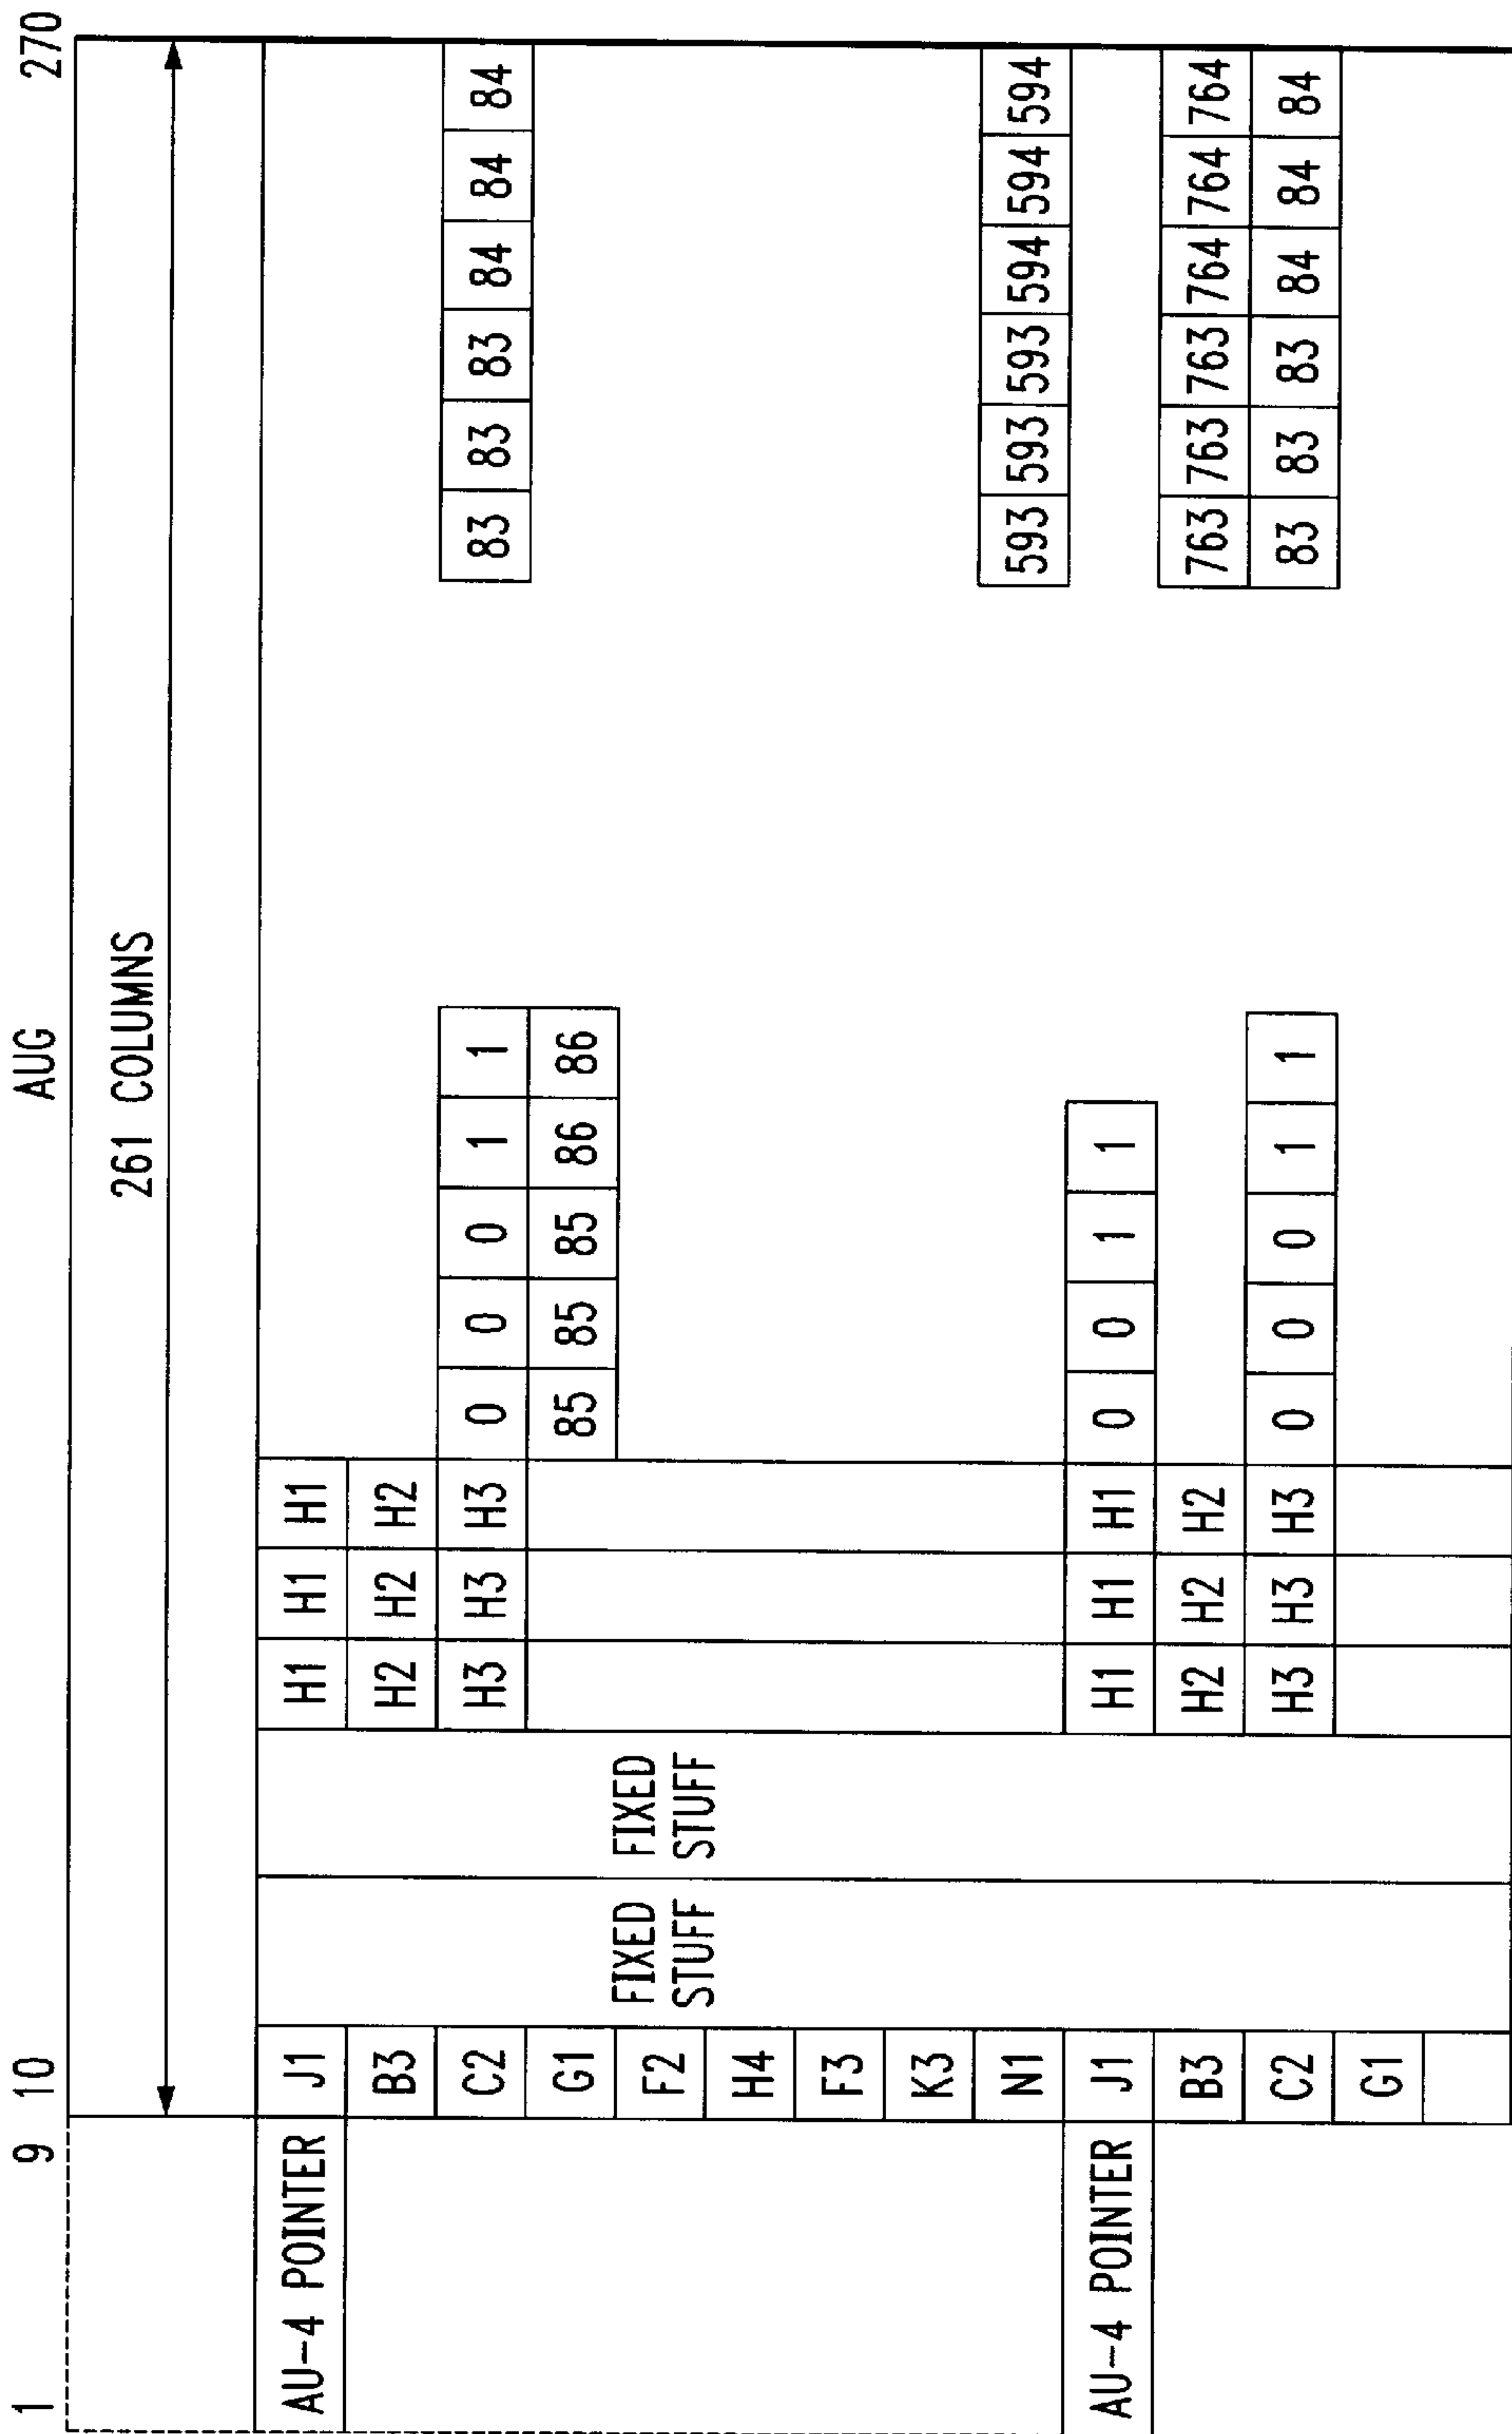 1 9 10 AUG 270
261 COLUMNS
AU-4 POINTER J1 H1 H1 H1
B3 H2 H2 H2
C2 H3 H3 H3 0 0 0 1 1 83 83 83 84 84 84
G1 85 85 85 86 86
F2 FIXED FIXED
STUFF STUFF
H4
F3
K3
N1 593 593 593 594 594 594
AU-4 POINTER J1 H1 H1 H1 0 0 1 1
B3 H2 H2 H2 763 763 763 764 764 764
C2 H3 H3 H3 0 0 0 1 1 83 83 83 84 84 84
G1